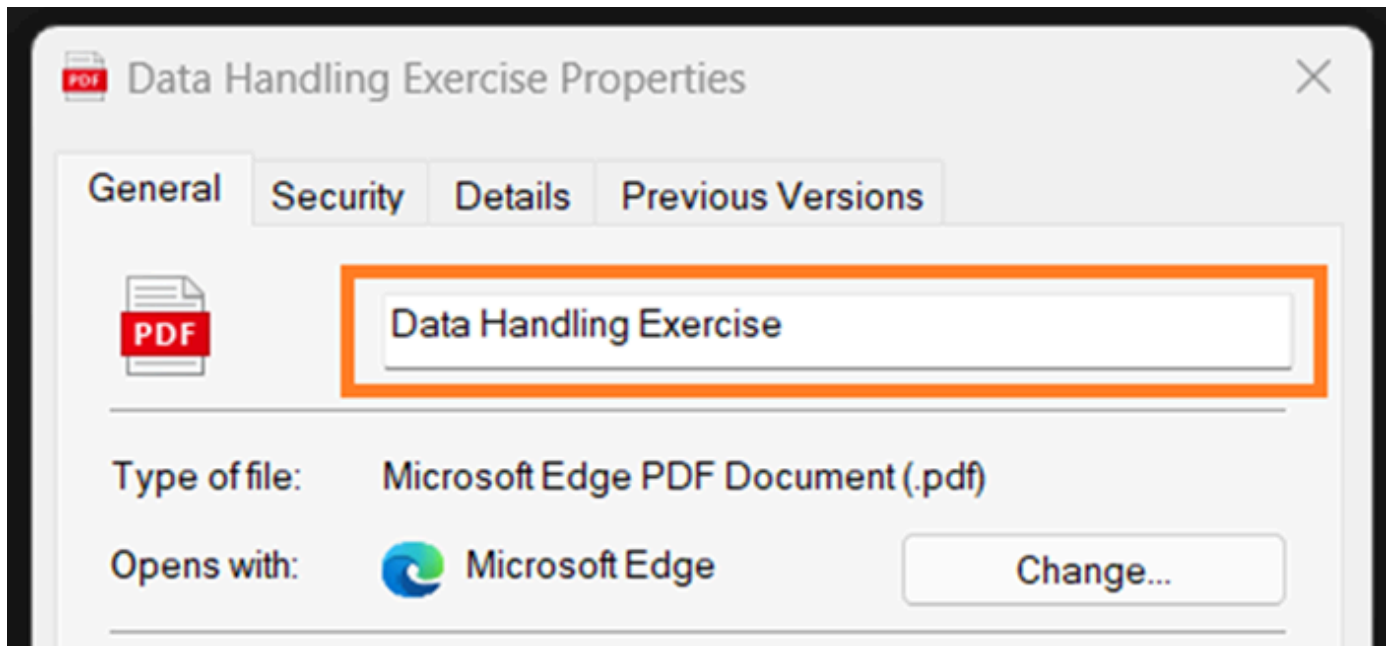 PDF Data Handling Exercise Properties
General Security Details Previous Versions
PDF Data Handling Exercise
Type of file: Microsoft Edge PDF Document (.pdf)
Opens with: Microsoft Edge Change...